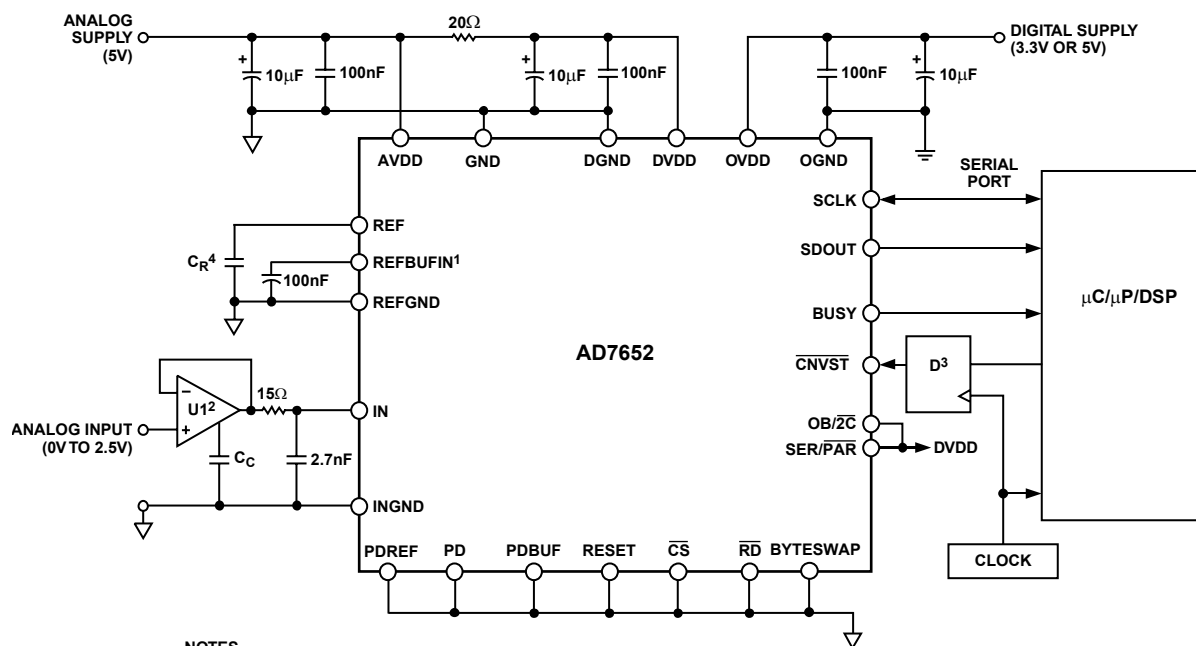 ANALOG
SUPPLY
(5V)
20Ω
DIGITAL SUPPLY
(3.3V OR 5V)
+
10μF
100nF
+
10μF
100nF
100nF
+
10μF
AVDD
GND
DGND
DVDD
OVDD
OGND
SERIAL
PORT
REF
SCLK
CR4
REFBUFIN1
100nF
SDOUT
REFGND
BUSY
μC/μP/DSP
AD7652
CNVST
D3
−
U12
+
15Ω
IN
ANALOG INPUT
(0V TO 2.5V)
CC
2.7nF
OB/2C
SER/PAR
DVDD
INGND
PDREF
PD
PDBUF
RESET
CS
RD
BYTESWAP
CLOCK
NOTES